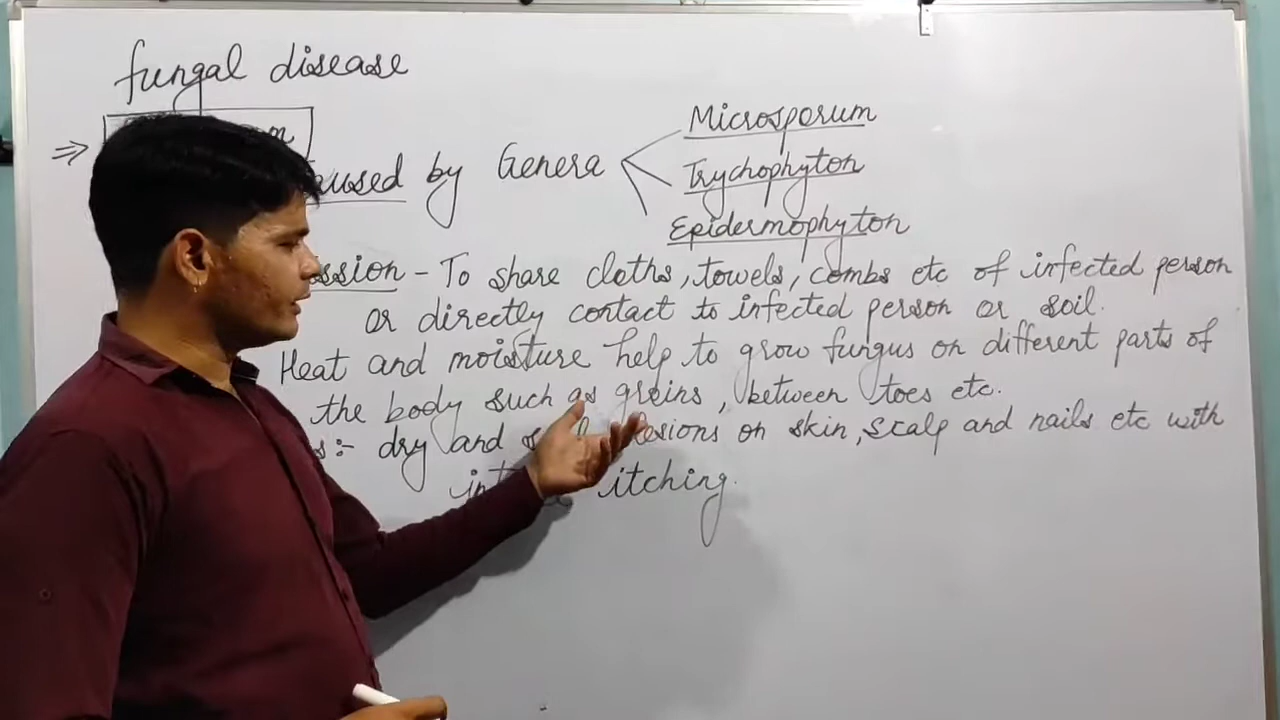 fungal disease
⇒
aused by Genera
Microsporum
Trychophyton
Epidermophyton
ssion - To share cloths, towels, combs etc of infected person
or directly contact to infected person or soil.
Heat and moisture help to grow fungus on different parts of
the body such as greins, between toes etc.
s:- dry and lesions on skin, scalp and nails etc with
itching.